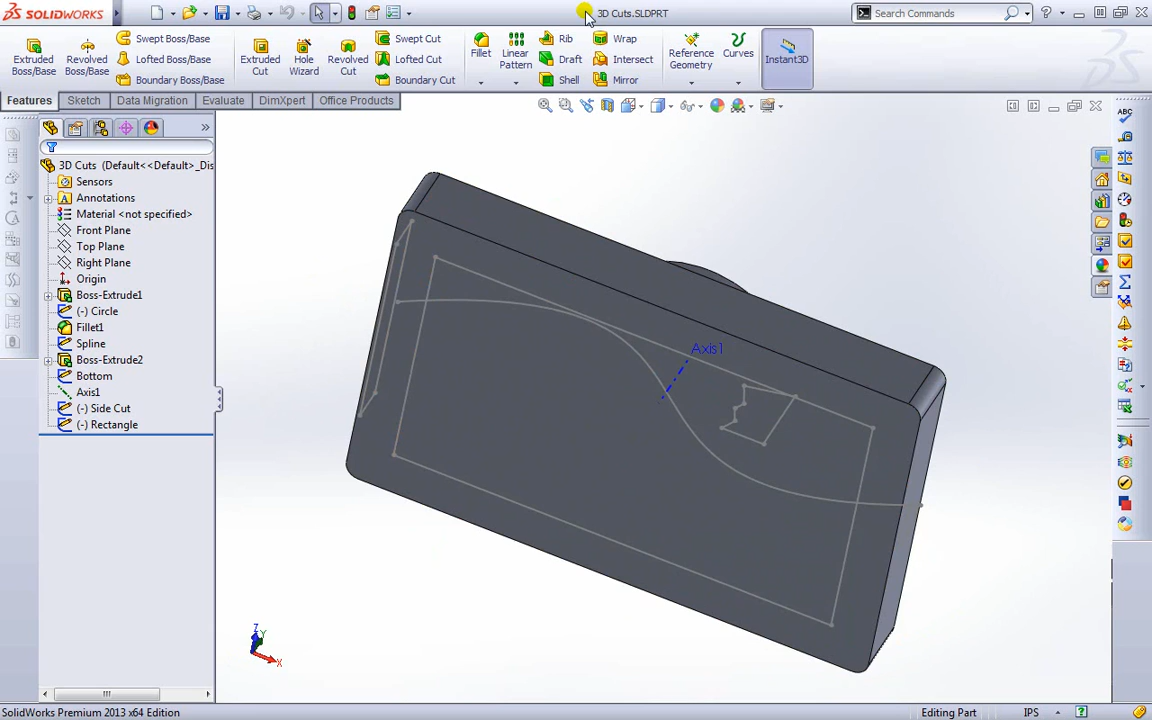 SOLIDWORKS
3D Cuts.SLDPRT
Search Commands
?
Extruded Boss/Base
Revolved Boss/Base
Swept Boss/Base
Lofted Boss/Base
Boundary Boss/Base
Extruded Cut
Hole Wizard
Revolved Cut
Swept Cut
Lofted Cut
Boundary Cut
Fillet
Linear Pattern
Rib
Draft
Shell
Wrap
Intersect
Mirror
Reference Geometry
Curves
Instant3D
Features
Sketch
Data Migration
Evaluate
DimXpert
Office Products
3D Cuts (Default<<Default>_Dis
Sensors
Annotations
Material <not specified>
Front Plane
Top Plane
Right Plane
Origin
Boss-Extrude1
(-) Circle
Fillet1
Spline
Boss-Extrude2
Bottom
Axis1
(-) Side Cut
(-) Rectangle
Axis1
Z
Y
X
ABC
SolidWorks Premium 2013 x64 Edition
Editing Part
IPS
?